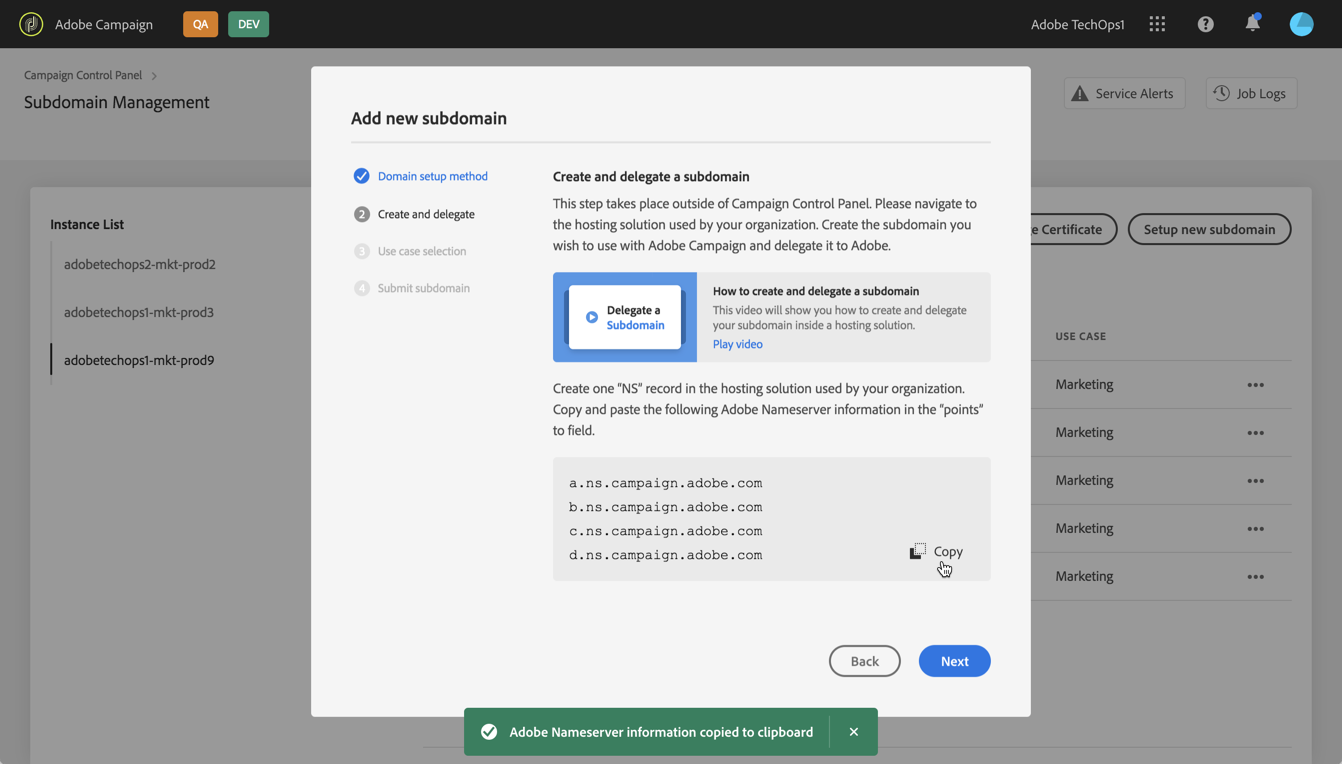 Adobe Campaign
QA
DEV
Adobe TechOps1
Campaign Control Panel
Subdomain Management
Service Alerts
Job Logs
Instance List
adobetechops2-mkt-prod2
adobetechops1-mkt-prod3
adobetechops1-mkt-prod9
Add new subdomain
Domain setup method
2 Create and delegate
3 Use case selection
4 Submit subdomain
Create and delegate a subdomain
This step takes place outside of Campaign Control Panel. Please navigate to
the hosting solution used by your organization. Create the subdomain you
wish to use with Adobe Campaign and delegate it to Adobe.
Delegate a
Subdomain
How to create and delegate a subdomain
This video will show you how to create and delegate
your subdomain inside a hosting solution.
Play video
Create one “NS” record in the hosting solution used by your organization.
Copy and paste the following Adobe Nameserver information in the “points”
to field.
a.ns.campaign.adobe.com
b.ns.campaign.adobe.com
c.ns.campaign.adobe.com
d.ns.campaign.adobe.com
Copy
Back
Next
e Certificate
Setup new subdomain
USE CASE
Marketing
Marketing
Marketing
Marketing
Marketing
Adobe Nameserver information copied to clipboard